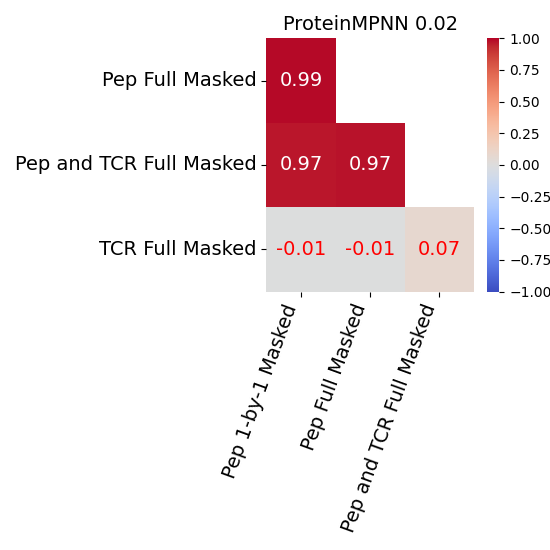 ProteinMPNN 0.02
Pep Full Masked
0.99
Pep and TCR Full Masked
0.97 0.97
TCR Full Masked
-0.01 -0.01 0.07
Pep 1-by-1 Masked
Pep Full Masked
Pep and TCR Full Masked
1.00
0.75
0.50
0.25
0.00
−0.25
−0.50
−0.75
−1.00